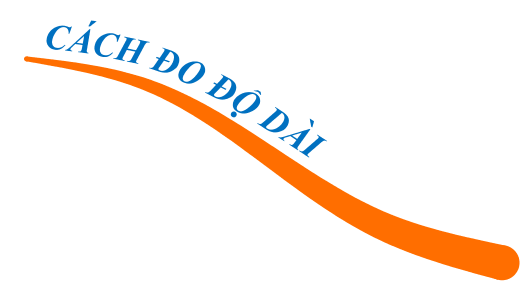 CÁCH ĐO ĐỘ DÀI